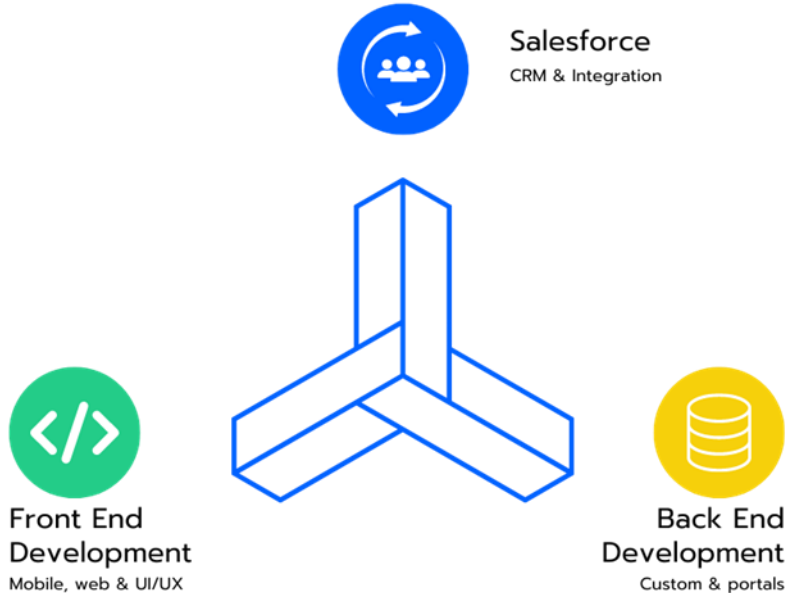 Salesforce
CRM & Integration
Front End
Development
Mobile, web & UI/UX
Back End
Development
Custom & portals